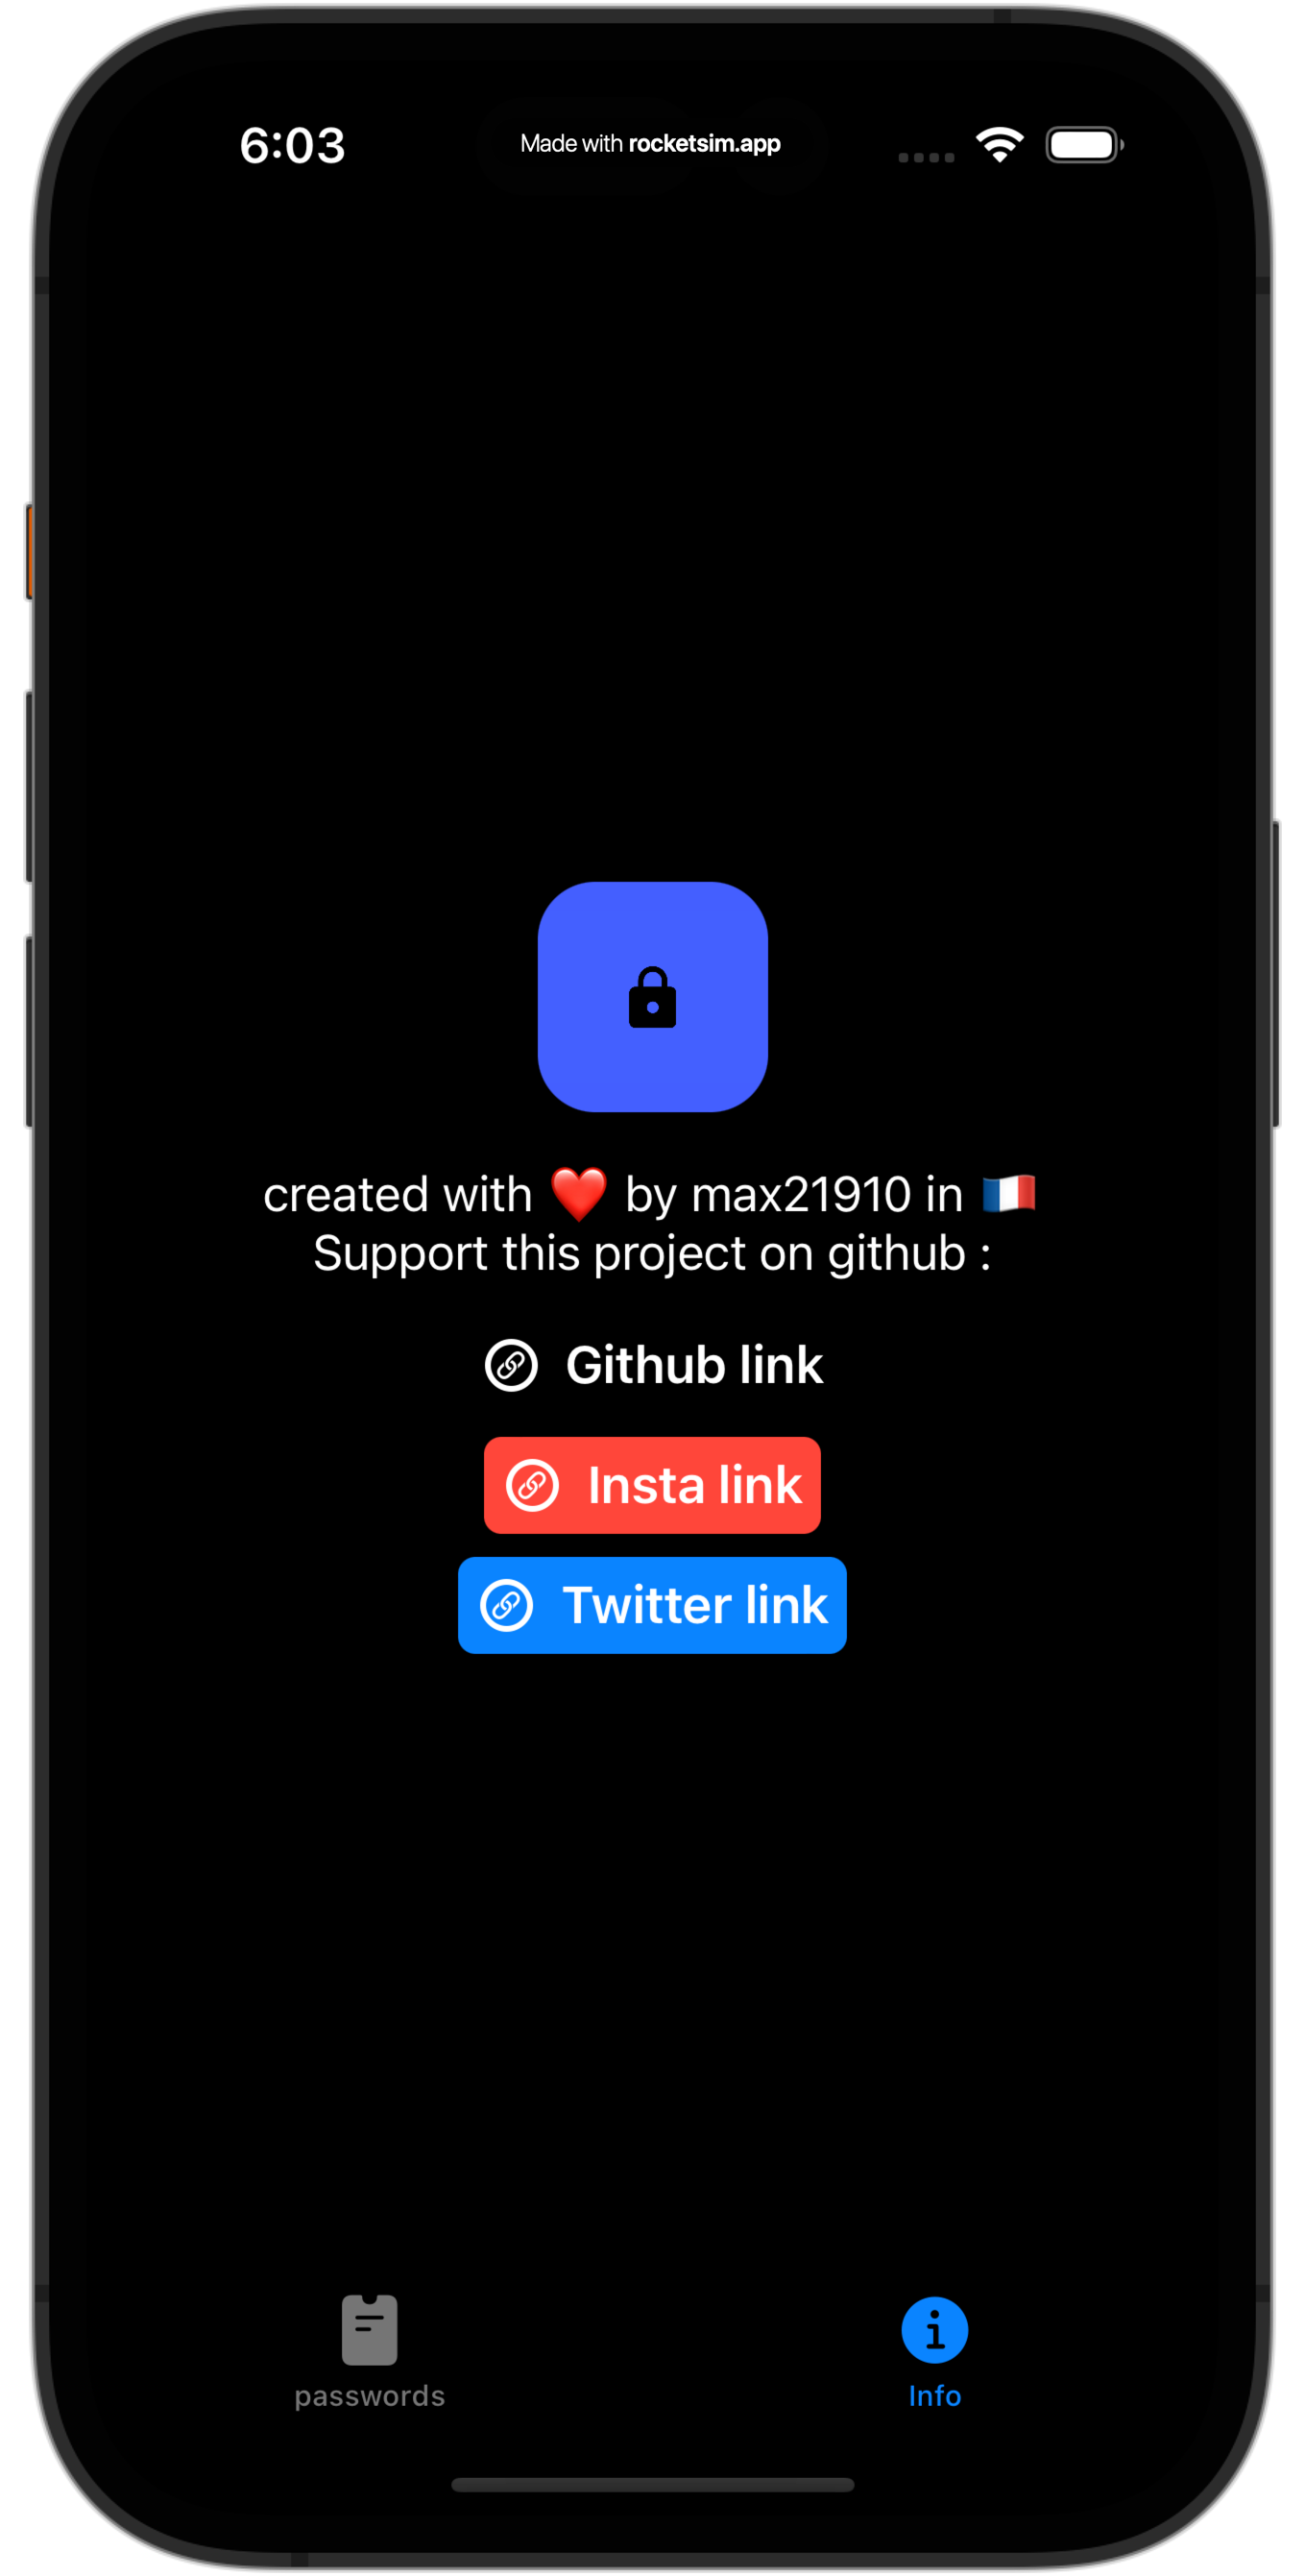 6:03
Made with rocketsim.app
created with ❤️ by max21910 in 🇫🇷
Support this project on github :
Github link
Insta link
Twitter link
passwords
Info